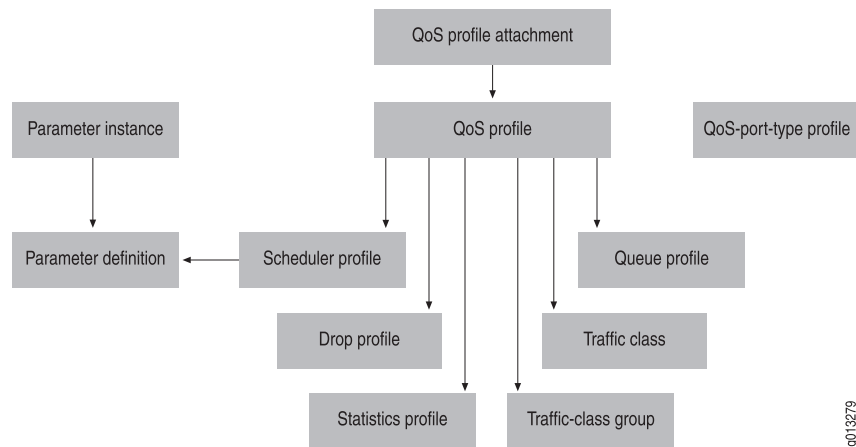 QoS profile attachment
Parameter instance
QoS profile
QoS-port-type profile
Parameter definition
Scheduler profile
Queue profile
Drop profile
Traffic class
Statistics profile
Traffic-class group
g013279